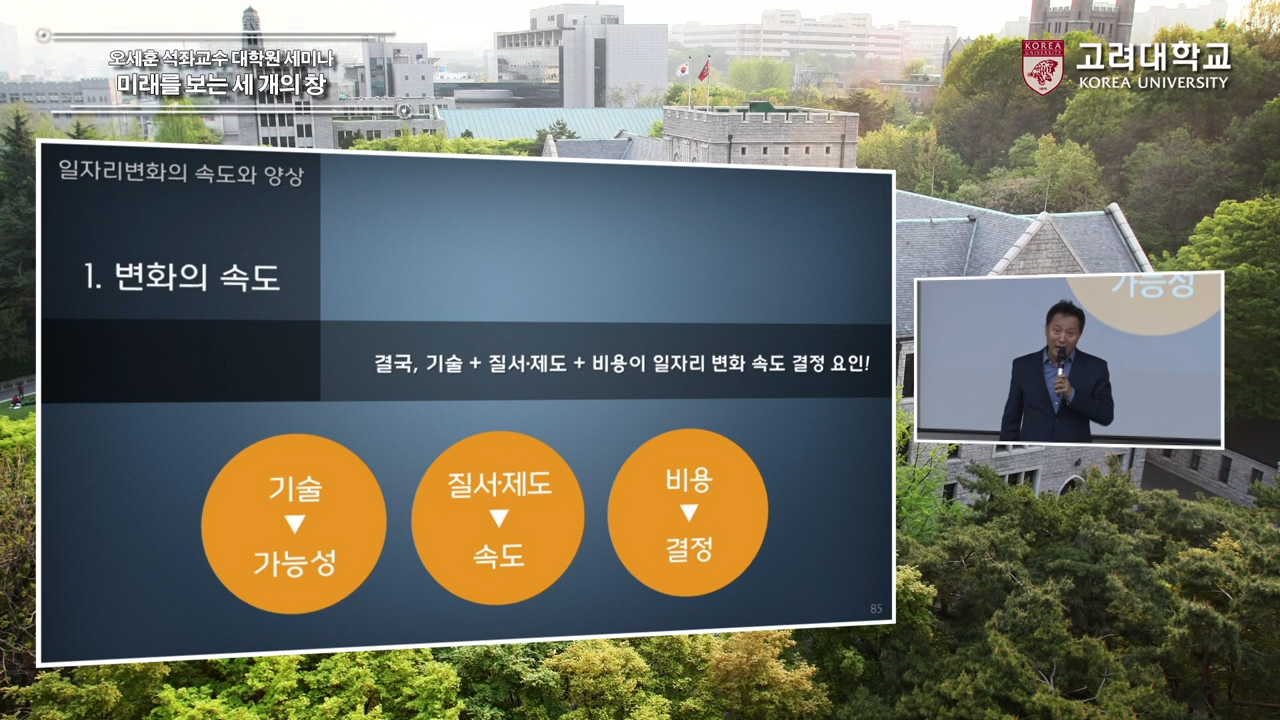 오세훈 석좌교수 대학원 세미나
미래를 보는 세 개의 창
KOREA
UNIVERSITY
1905
고려대학교
KOREA UNIVERSITY
일자리변화의 속도와 양상
1. 변화의 속도
결국, 기술 + 질서·제도 + 비용이 일자리 변화 속도 결정 요인!
기술
▼
가능성
질서·제도
▼
속도
비용
▼
결정
85
가능성